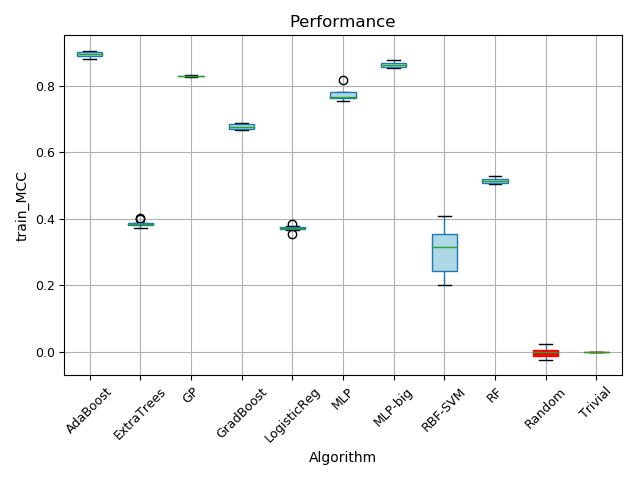 Performance
train_MCC
0.8
0.6
0.4
0.2
0.0
AdaBoost
ExtraTrees
GP
GradBoost
LogisticReg
MLP
MLP-big
RBF-SVM
RF
Random
Trivial
Algorithm